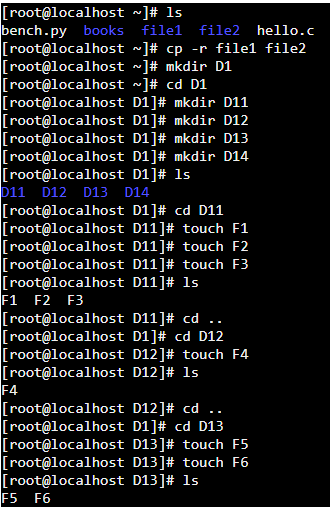 [root@localhost ~]# ls
bench.py  books  file1  file2  hello.c
[root@localhost ~]# cp -r file1 file2
[root@localhost ~]# mkdir D1
[root@localhost ~]# cd D1
[root@localhost D1]# mkdir D11
[root@localhost D1]# mkdir D12
[root@localhost D1]# mkdir D13
[root@localhost D1]# mkdir D14
[root@localhost D1]# ls
D11  D12  D13  D14
[root@localhost D1]# cd D11
[root@localhost D11]# touch F1
[root@localhost D11]# touch F2
[root@localhost D11]# touch F3
[root@localhost D11]# ls
F1  F2  F3
[root@localhost D11]# cd ..
[root@localhost D1]# cd D12
[root@localhost D12]# touch F4
[root@localhost D12]# ls
F4
[root@localhost D12]# cd ..
[root@localhost D1]# cd D13
[root@localhost D13]# touch F5
[root@localhost D13]# touch F6
[root@localhost D13]# ls
F5  F6